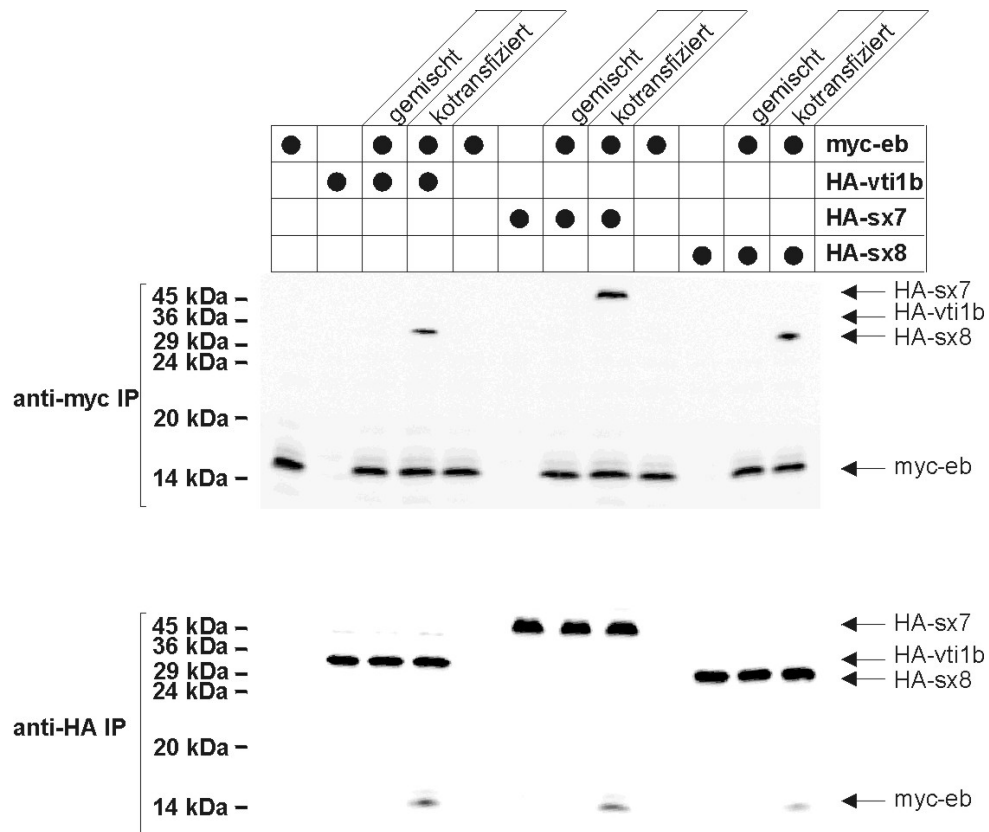 gemischt
kotransfiziert
gemischt
kotransfiziert
gemischt
kotransfiziert
myc-eb
HA-vti1b
HA-sx7
HA-sx8
anti-myc IP
45 kDa
36 kDa
29 kDa
24 kDa
20 kDa
14 kDa
HA-sx7
HA-vti1b
HA-sx8
myc-eb
anti-HA IP
45 kDa
36 kDa
29 kDa
24 kDa
20 kDa
14 kDa
HA-sx7
HA-vti1b
HA-sx8
myc-eb